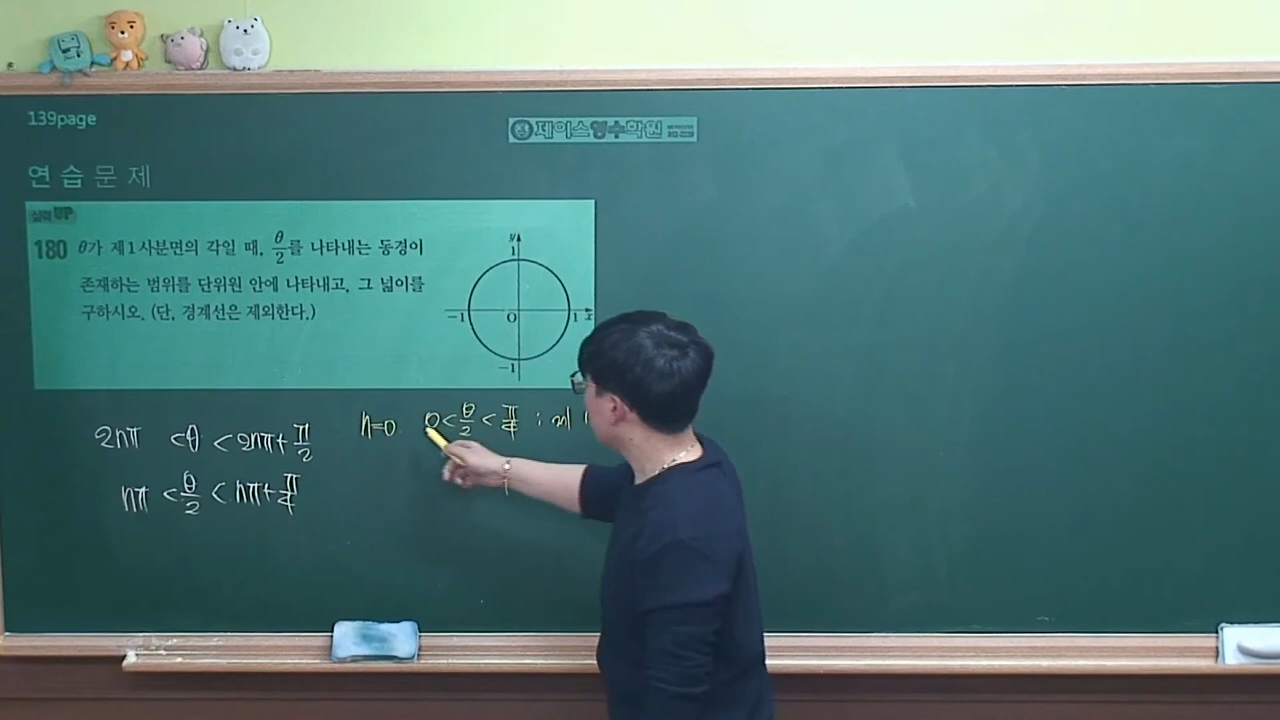 139page
제이스영수학원
연습문제
실력UP
180 θ가 제1사분면의 각일 때, θ/2를 나타내는 동경이
존재하는 범위를 단위원 안에 나타내고, 그 넓이를
구하시오. (단, 경계선은 제외한다.)
y
1
-1 O 1 x
-1
2nπ <θ <2nπ+π/2
nπ <θ/2 < nπ+π/4
n=0 0<θ/2<π/4 ; 제 1